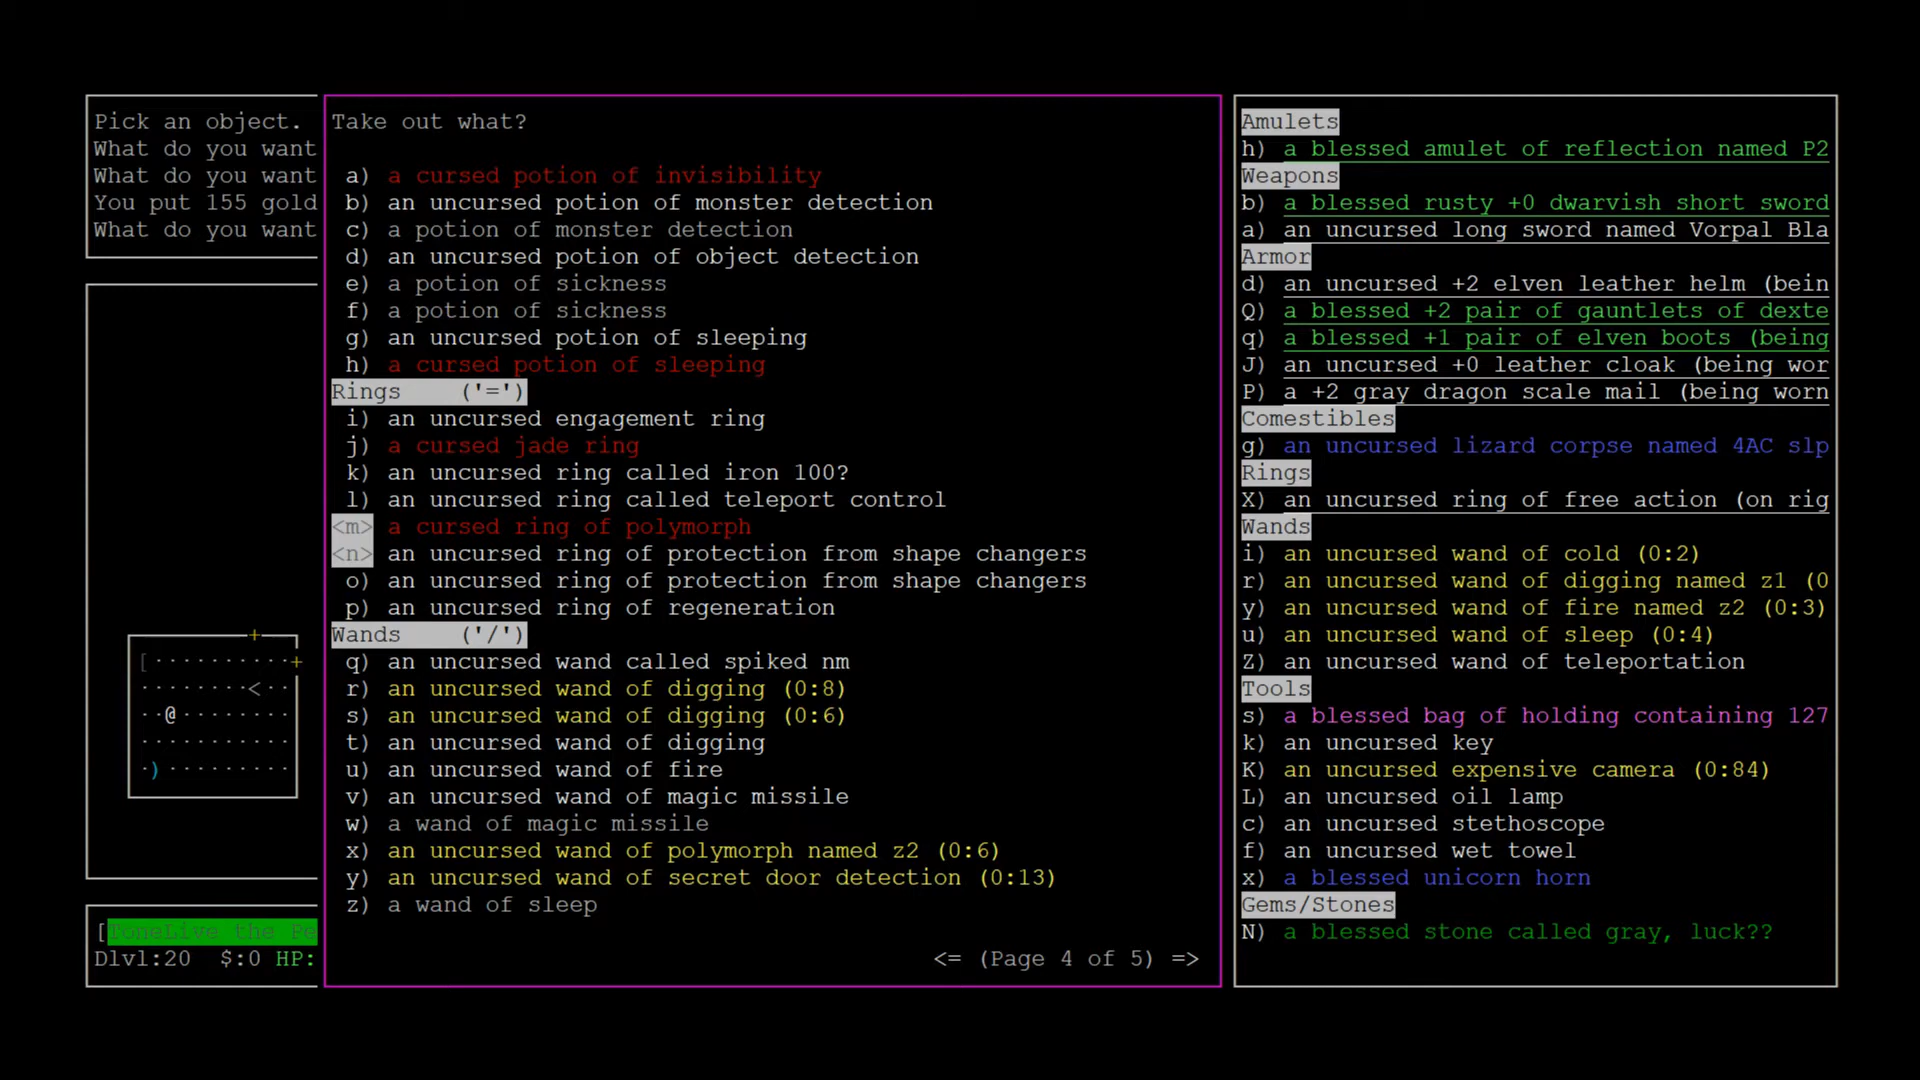 Pick an object.
What do you want
What do you want
You put 155 gold
What do you want
[ToneLive the Pe
Dlvl:20 $:0 HP:
Take out what?
a) a cursed potion of invisibility
b) an uncursed potion of monster detection
c) a potion of monster detection
d) an uncursed potion of object detection
e) a potion of sickness
f) a potion of sickness
g) an uncursed potion of sleeping
h) a cursed potion of sleeping
Rings ('=')
i) an uncursed engagement ring
j) a cursed jade ring
k) an uncursed ring called iron 100?
l) an uncursed ring called teleport control
<m> a cursed ring of polymorph
<n> an uncursed ring of protection from shape changers
o) an uncursed ring of protection from shape changers
p) an uncursed ring of regeneration
Wands ('/')
q) an uncursed wand called spiked nm
r) an uncursed wand of digging (0:8)
s) an uncursed wand of digging (0:6)
t) an uncursed wand of digging
u) an uncursed wand of fire
v) an uncursed wand of magic missile
w) a wand of magic missile
x) an uncursed wand of polymorph named z2 (0:6)
y) an uncursed wand of secret door detection (0:13)
z) a wand of sleep
<= (Page 4 of 5) =>
Amulets
h) a blessed amulet of reflection named P2
Weapons
b) a blessed rusty +0 dwarvish short sword
a) an uncursed long sword named Vorpal Bla
Armor
d) an uncursed +2 elven leather helm (bein
Q) a blessed +2 pair of gauntlets of dexte
q) a blessed +1 pair of elven boots (being
J) an uncursed +0 leather cloak (being wor
P) a +2 gray dragon scale mail (being worn
Comestibles
g) an uncursed lizard corpse named 4AC slp
Rings
X) an uncursed ring of free action (on rig
Wands
i) an uncursed wand of cold (0:2)
r) an uncursed wand of digging named z1 (0
y) an uncursed wand of fire named z2 (0:3)
u) an uncursed wand of sleep (0:4)
Z) an uncursed wand of teleportation
Tools
s) a blessed bag of holding containing 127
k) an uncursed key
K) an uncursed expensive camera (0:84)
L) an uncursed oil lamp
c) an uncursed stethoscope
f) an uncursed wet towel
x) a blessed unicorn horn
Gems/Stones
N) a blessed stone called gray, luck??